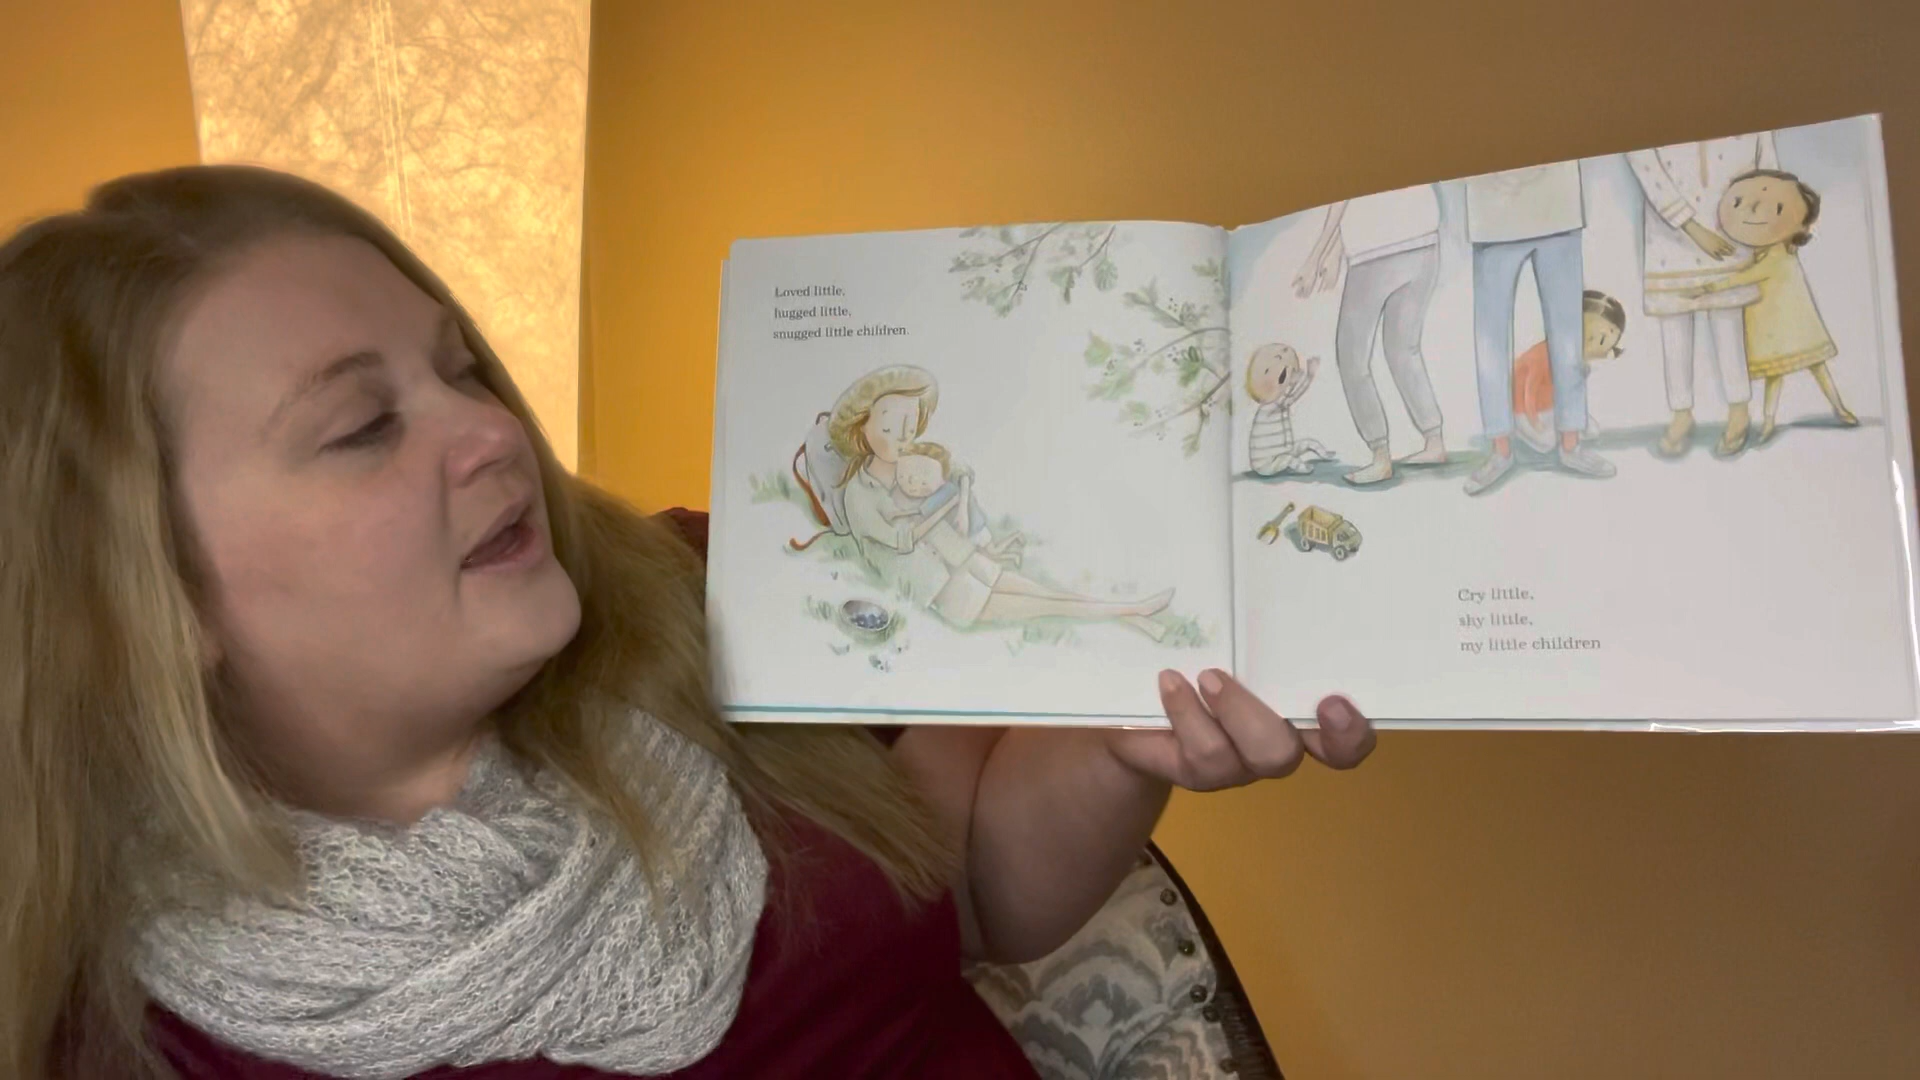 Loved little,
hugged little,
snugged little children.
Cry little,
shy little,
my little children